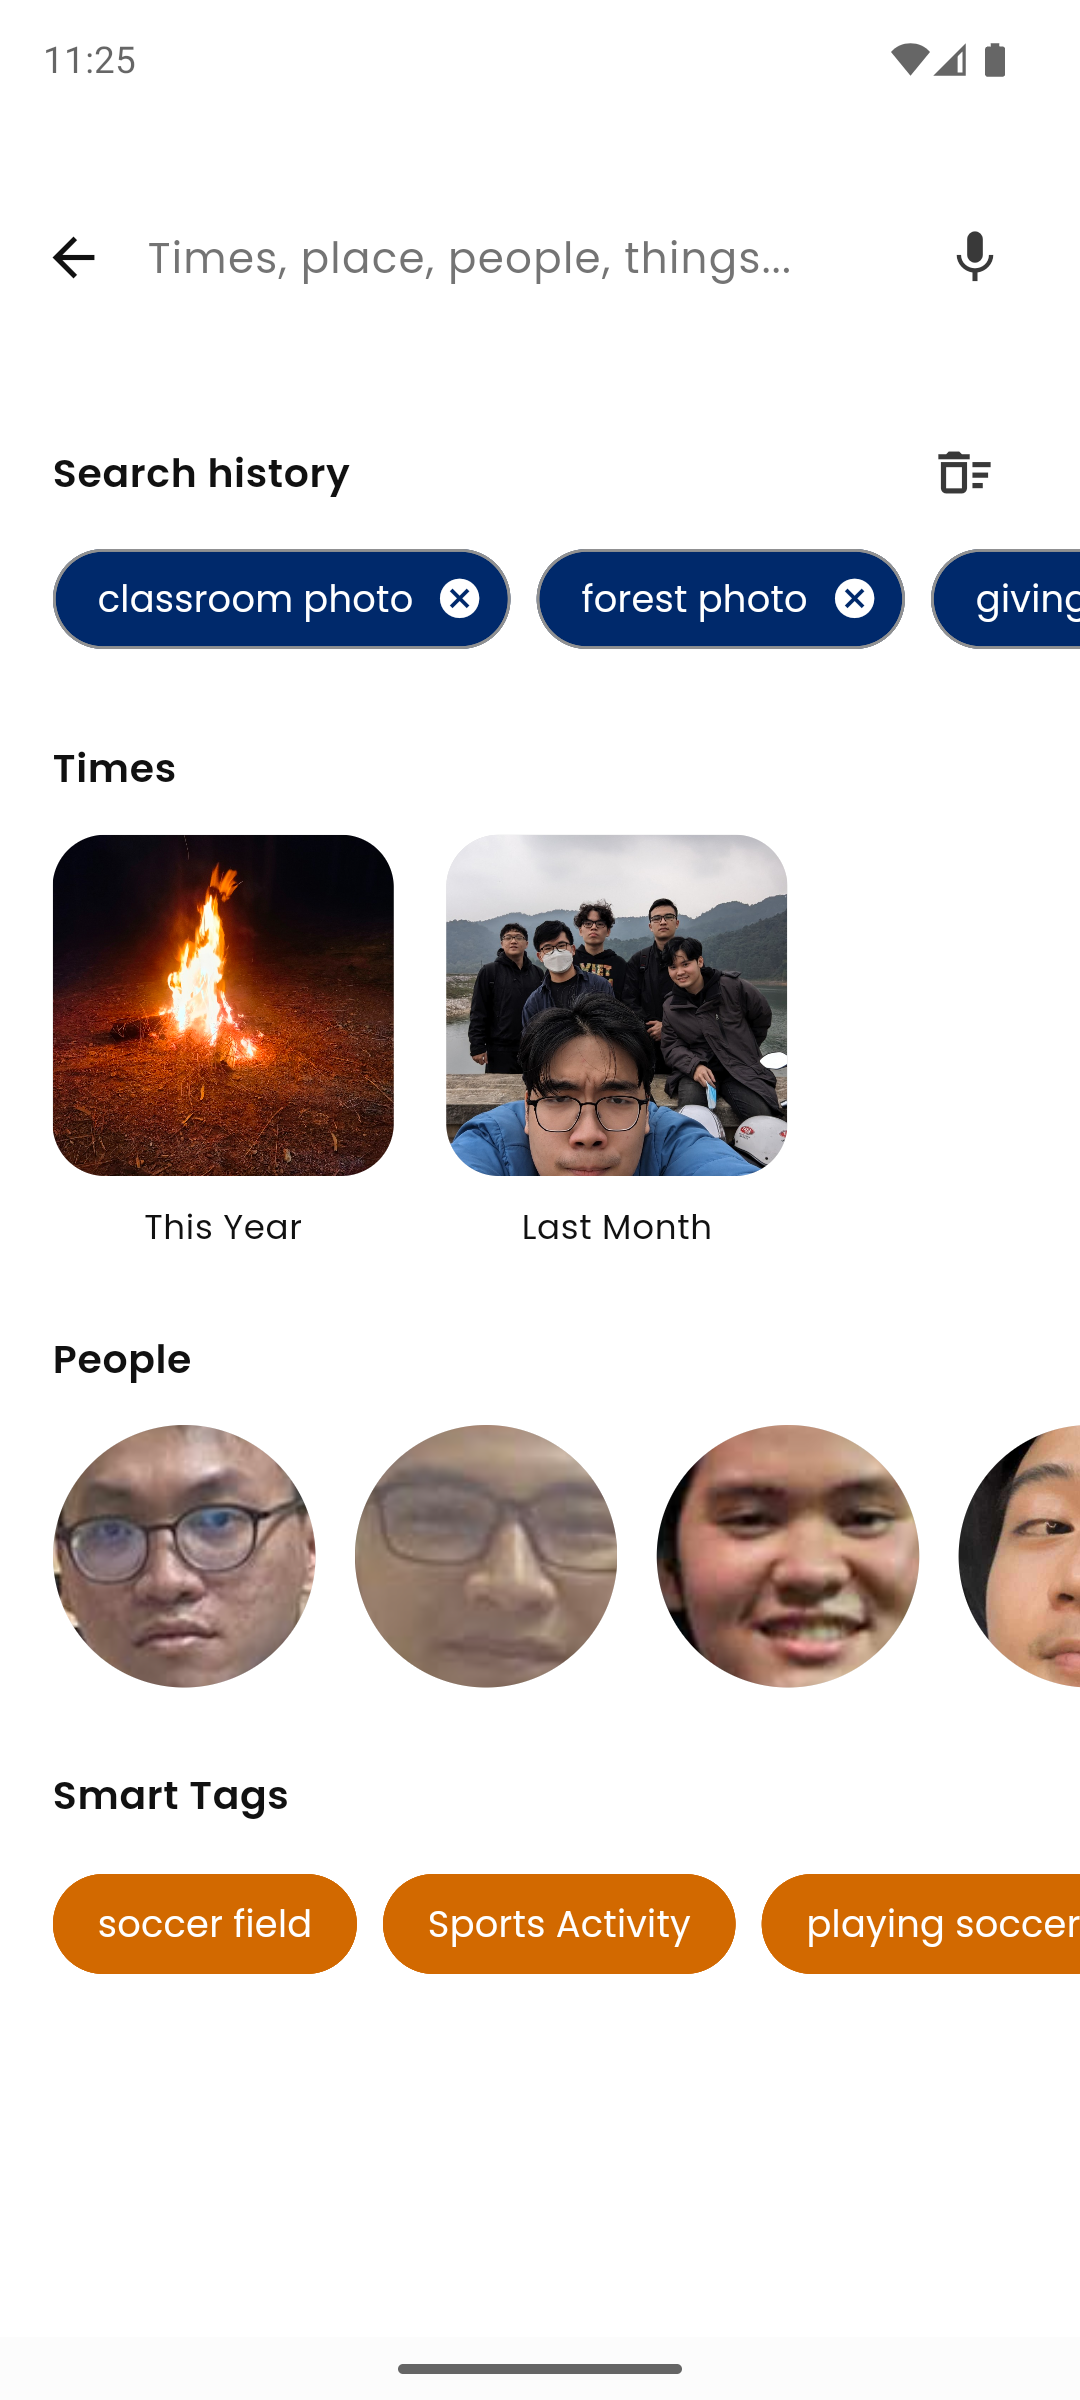 11:25
Times, place, people, things...
Search history
classroom photo forest photo giving
Times
This Year Last Month
People
Smart Tags
soccer field Sports Activity playing soccer